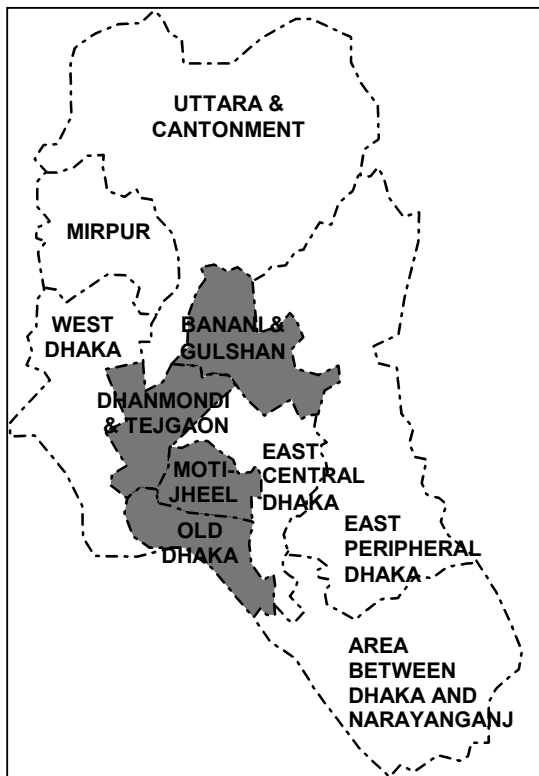 UTTARA &
CANTONMENT
MIRPUR
WEST
DHAKA
BANANI &
GULSHAN
DHANMONDI
& TEJGAON
MOTI-
JHEEL
EAST
CENTRAL
DHAKA
OLD
DHAKA
EAST
PERIPHERAL
DHAKA
AREA
BETWEEN
DHAKA AND
NARAYANGANJ